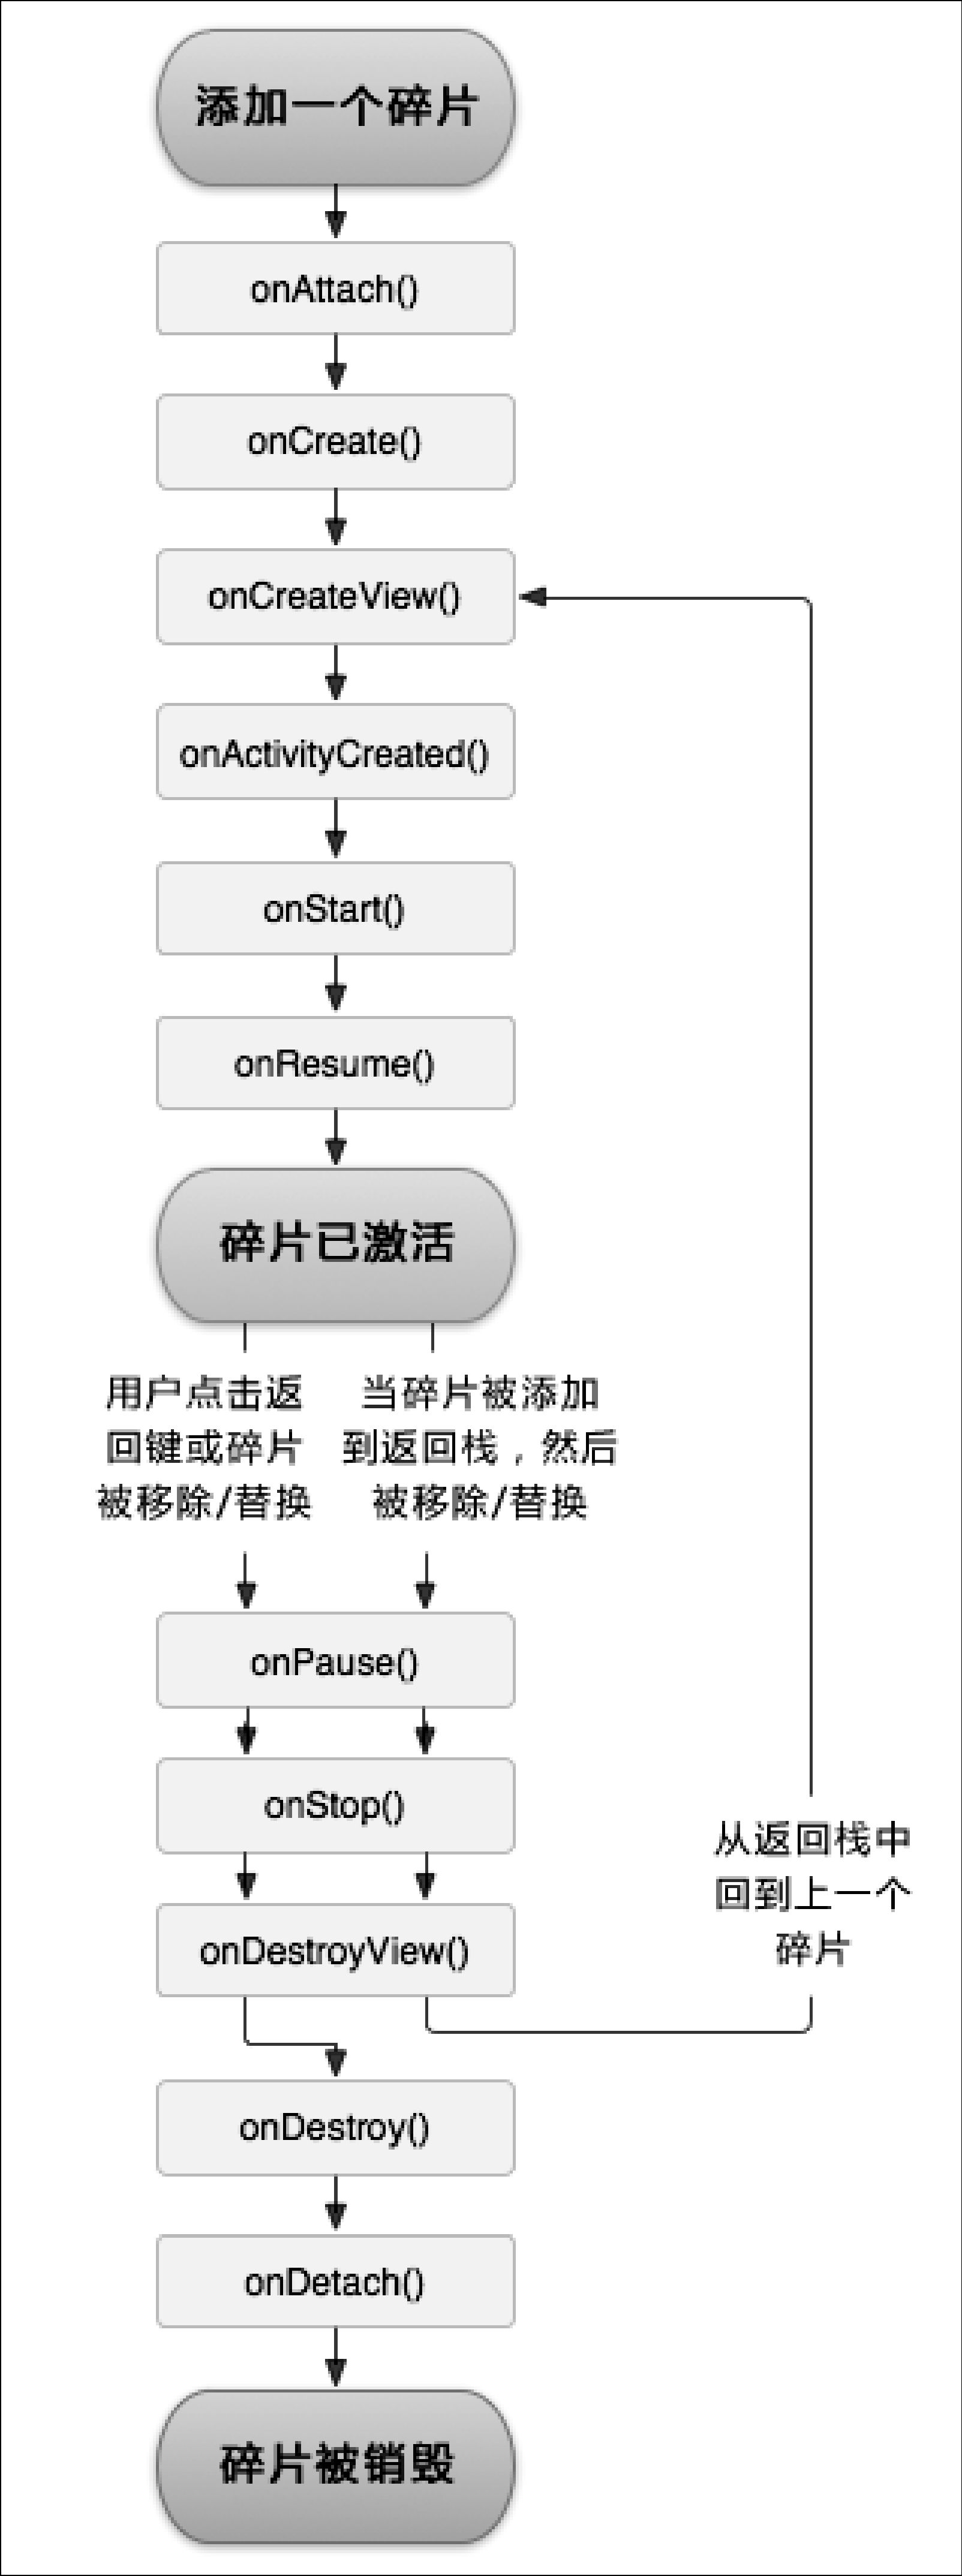 添加一个碎片
onAttach()
onCreate()
onCreateView()
onActivityCreated()
onStart()
onResume()
碎片已激活
用户点击返
回键或碎片
被移除/替换
当碎片被添加
到返回栈，然后
被移除/替换
onPause()
onStop()
从返回栈中
回到上一个
碎片
onDestroyView()
onDestroy()
onDetach()
碎片被销毁